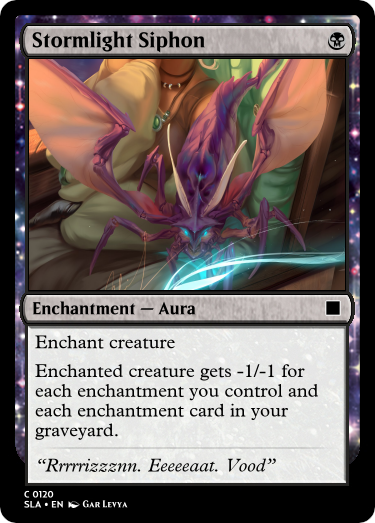 Stormlight Siphon
Enchantment — Aura
Enchant creature
Enchanted creature gets -1/-1 for
each enchantment you control and
each enchantment card in your
graveyard.
“Rrrrrizzznn. Eeeeeaat. Vood”
C 0120
SLA • EN Gar Levya